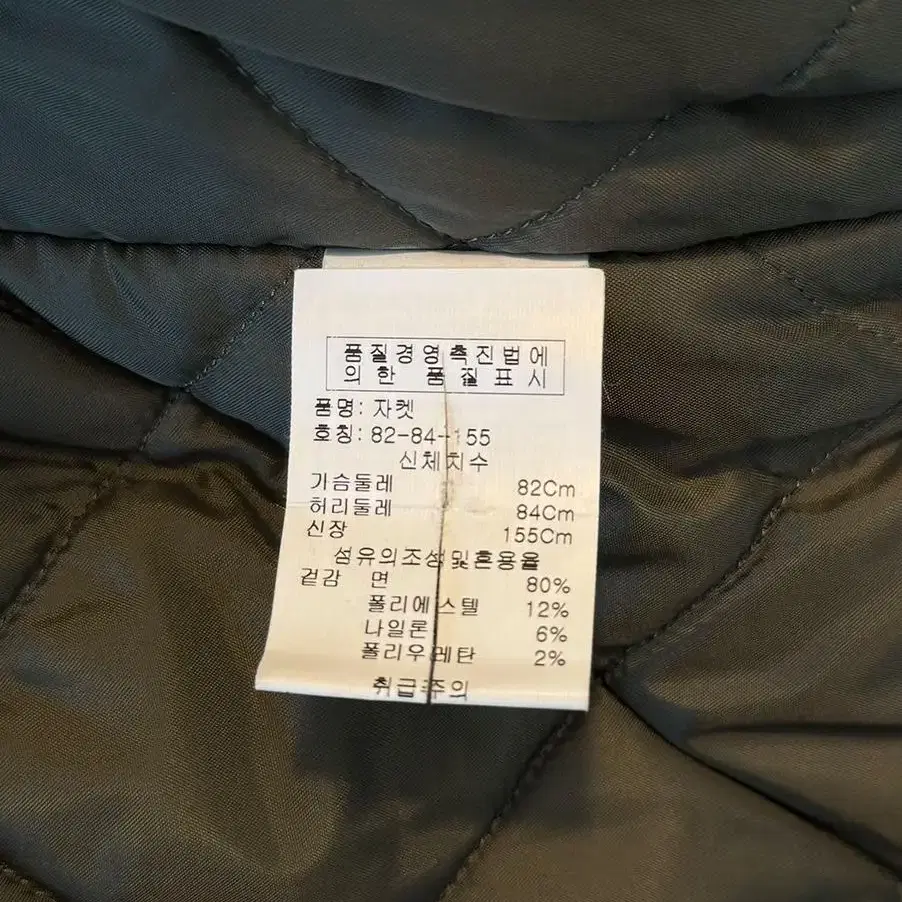 품질경영촉진법에
의한 품질표시
품명: 자켓
호칭: 82-84-155
신체치수
가슴둘레 82Cm
허리둘레 84Cm
신장 155Cm
섬유의조성및혼용율
겉감 면 80%
폴리에스텔 12%
나일론 6%
폴리우레탄 2%
취급주의